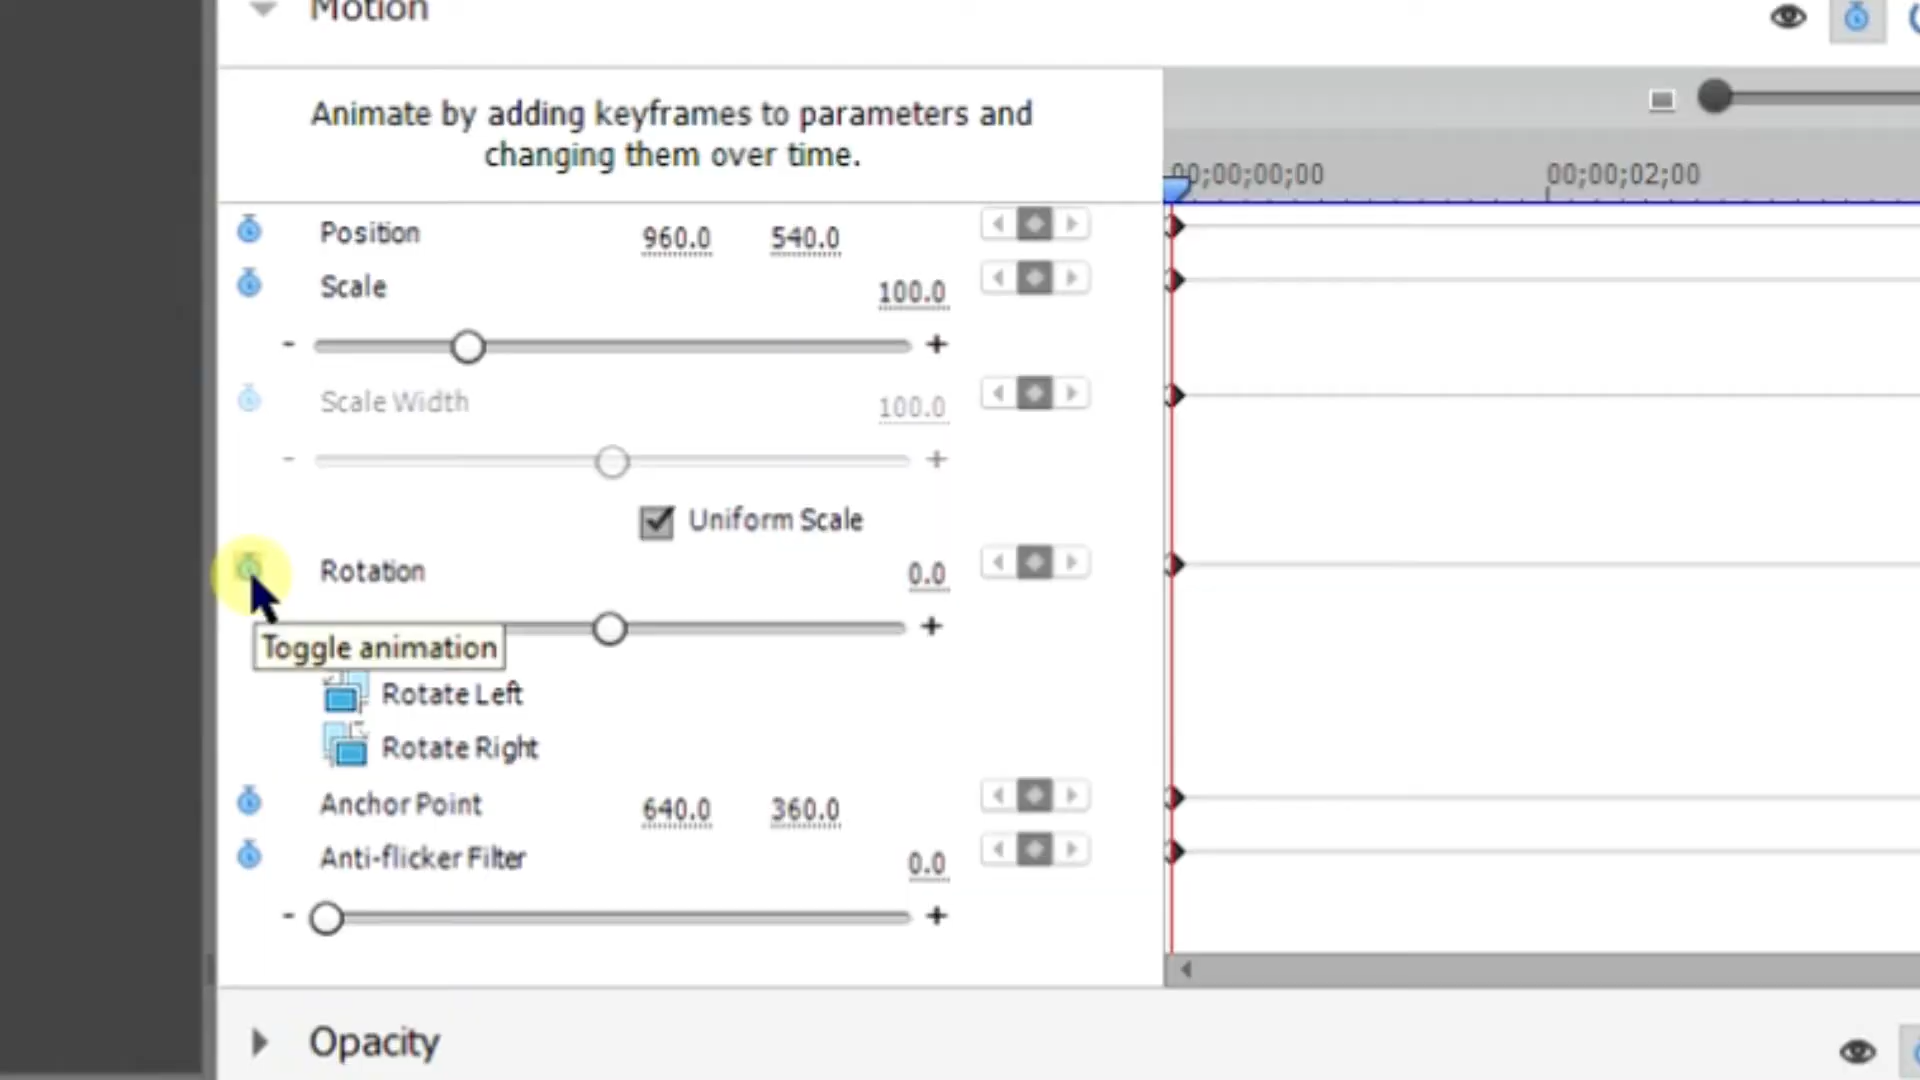 Motion
Animate by adding keyframes to parameters and
changing them over time.
00;00;00;00 00;00;02;00
Position 960.0 540.0
Scale 100.0
- +
Scale Width 100.0
- +
Uniform Scale
Rotation 0.0
+
Toggle animation
Rotate Left
Rotate Right
Anchor Point 640.0 360.0
Anti-flicker Filter 0.0
- +
Opacity